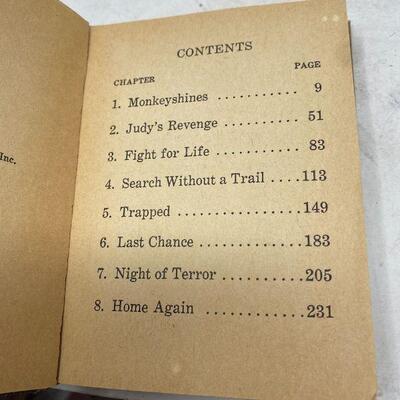 Inc.
CONTENTS
CHAPTER PAGE
1. Monkeyshines .......... 9
2. Judy's Revenge ......... 51
3. Fight for Life ........... 83
4. Search Without a Trail ....113
5. Trapped ...............149
6. Last Chance ............183
7. Night of Terror ..........205
8. Home Again ............231